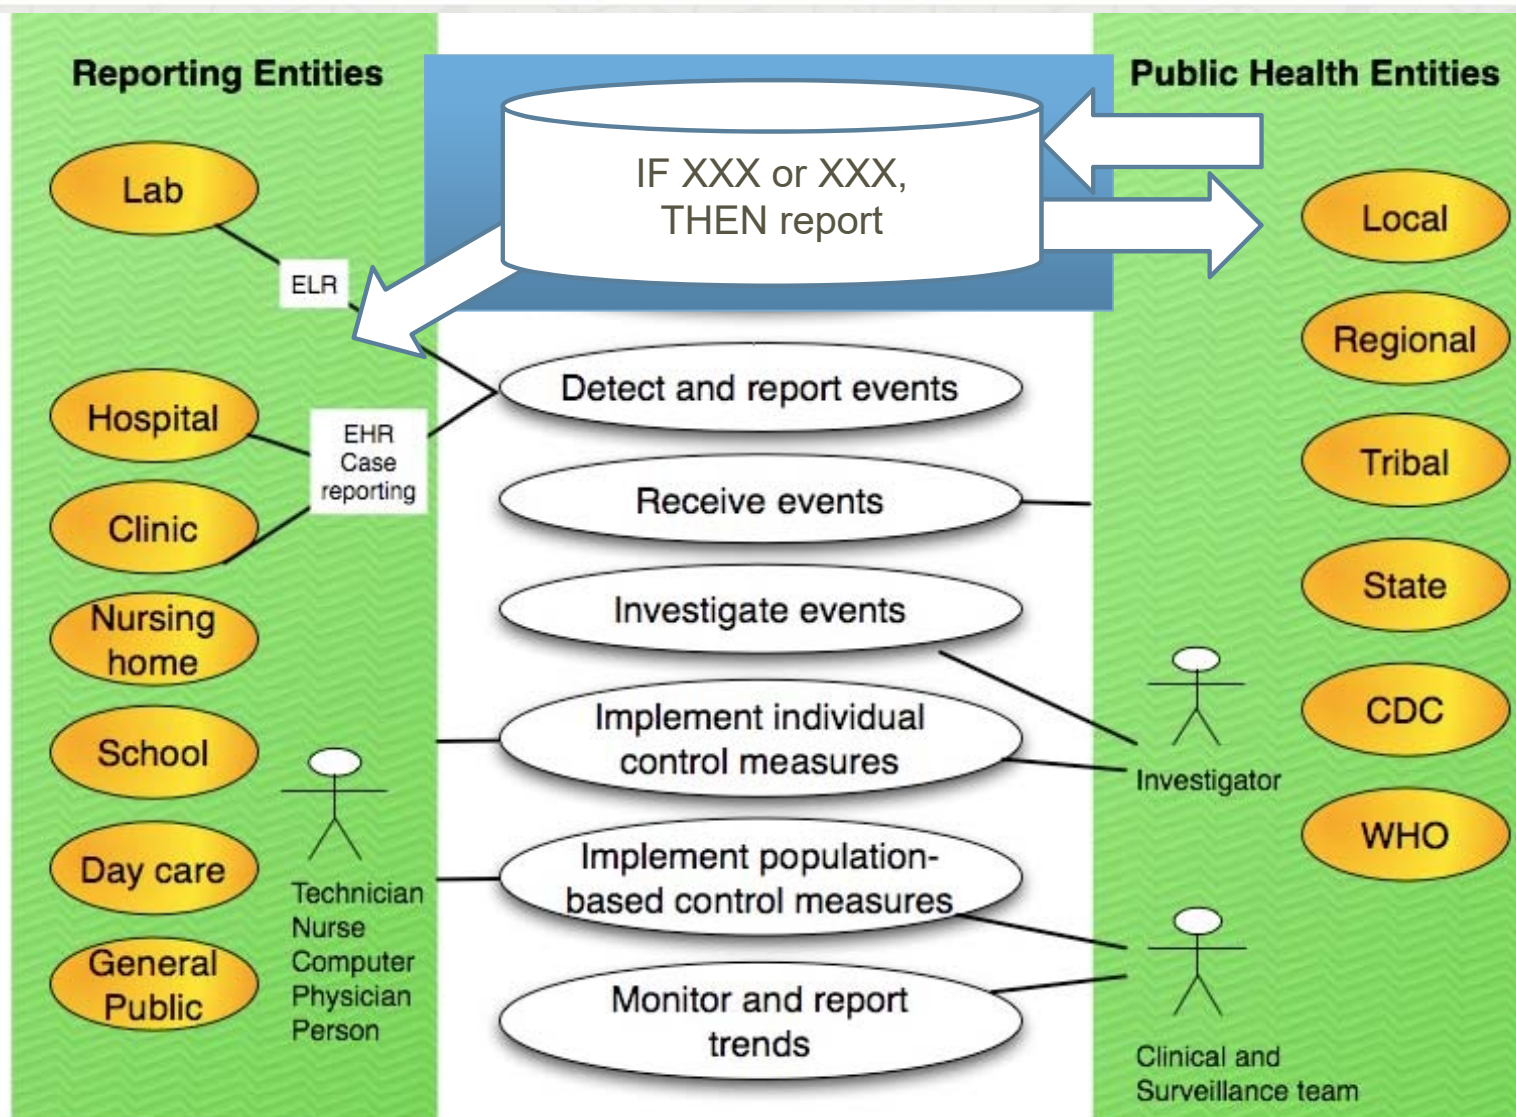 Reporting Entities
Lab
ELR
Hospital
EHR
Case
reporting
Clinic
Nursing
home
School
Day care
General
Public
Technician
Nurse
Computer
Physician
Person
IF XXX or XXX,
THEN report
Detect and report events
Receive events
Investigate events
Implement individual
control measures
Implement population-
based control measures
Monitor and report
trends
Public Health Entities
Local
Regional
Tribal
State
CDC
WHO
Investigator
Clinical and
Surveillance team